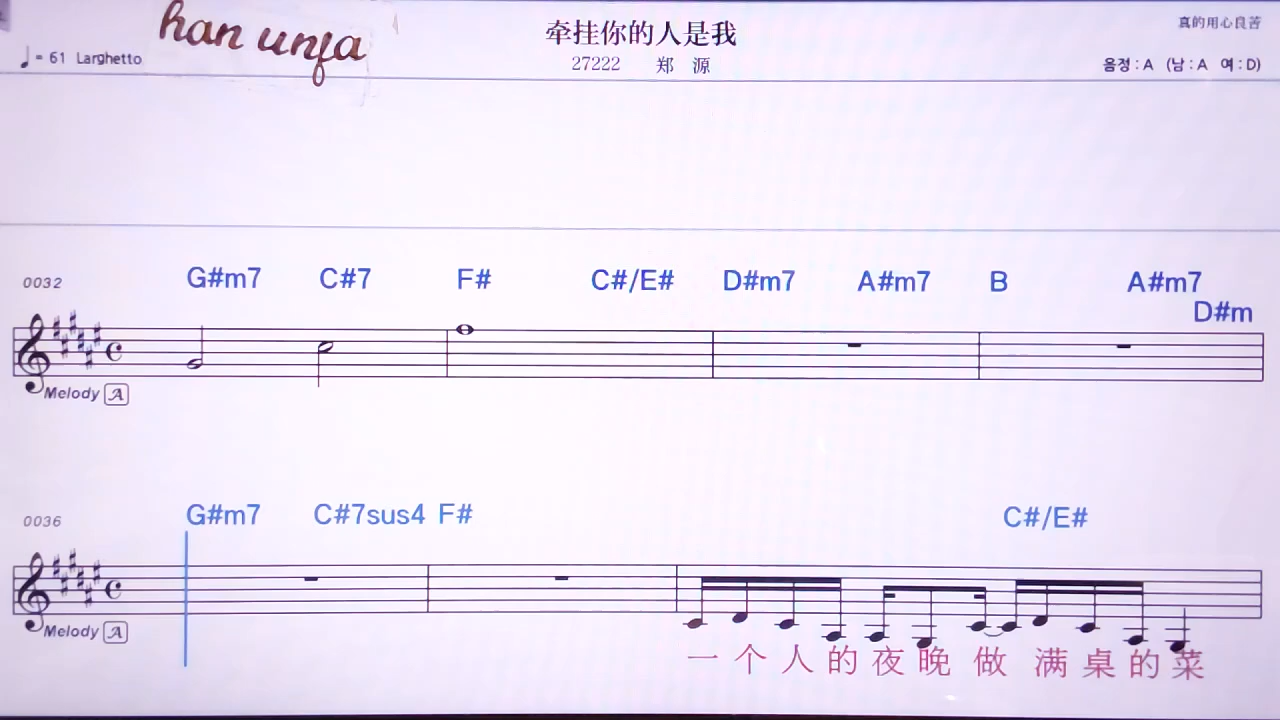 han unja
牵挂你的人是我
真的用心良苦
♩= 61 Larghetto
27222 郑 源
음정 : A (남 : A 여 : D)
0032
G#m7 C#7 F# C#/E# D#m7 A#m7 B A#m7
D#m
Melody A
0036
G#m7 C#7sus4 F# C#/E#
Melody A
一 个 人 的 夜 晚 做 满 桌 的 菜